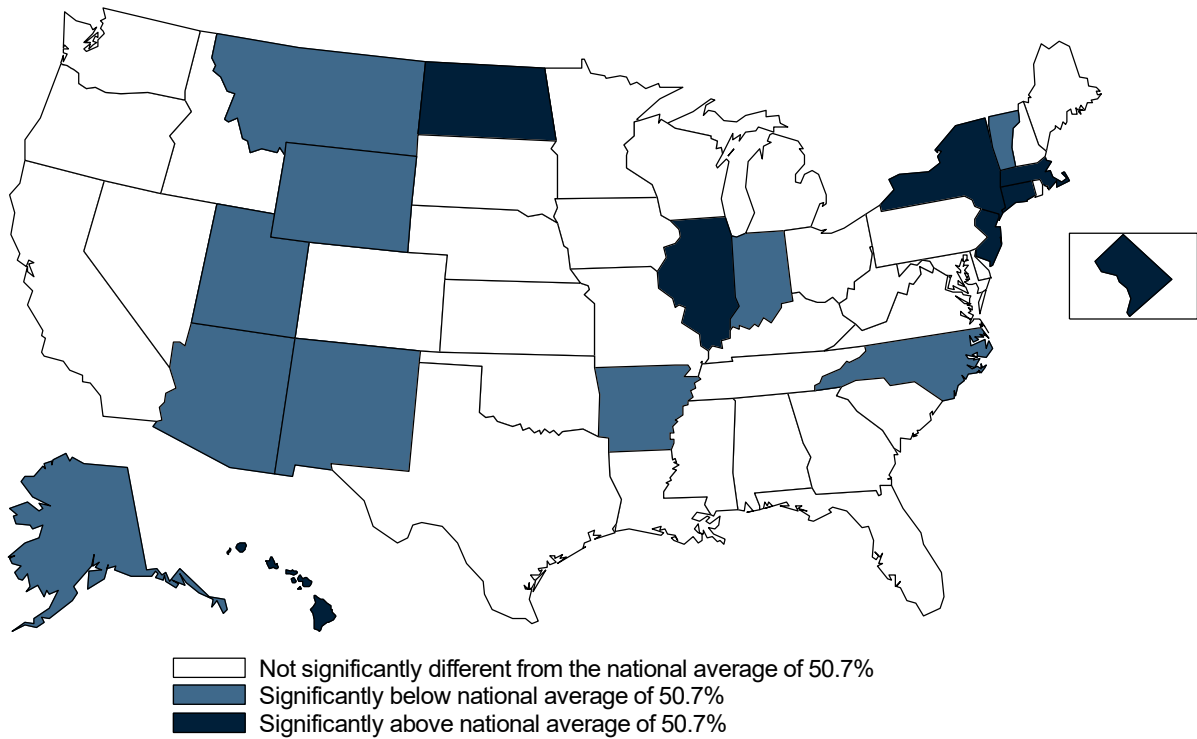 Not significantly different from the national average of 50.7%
Significantly below national average of 50.7%
Significantly above national average of 50.7%